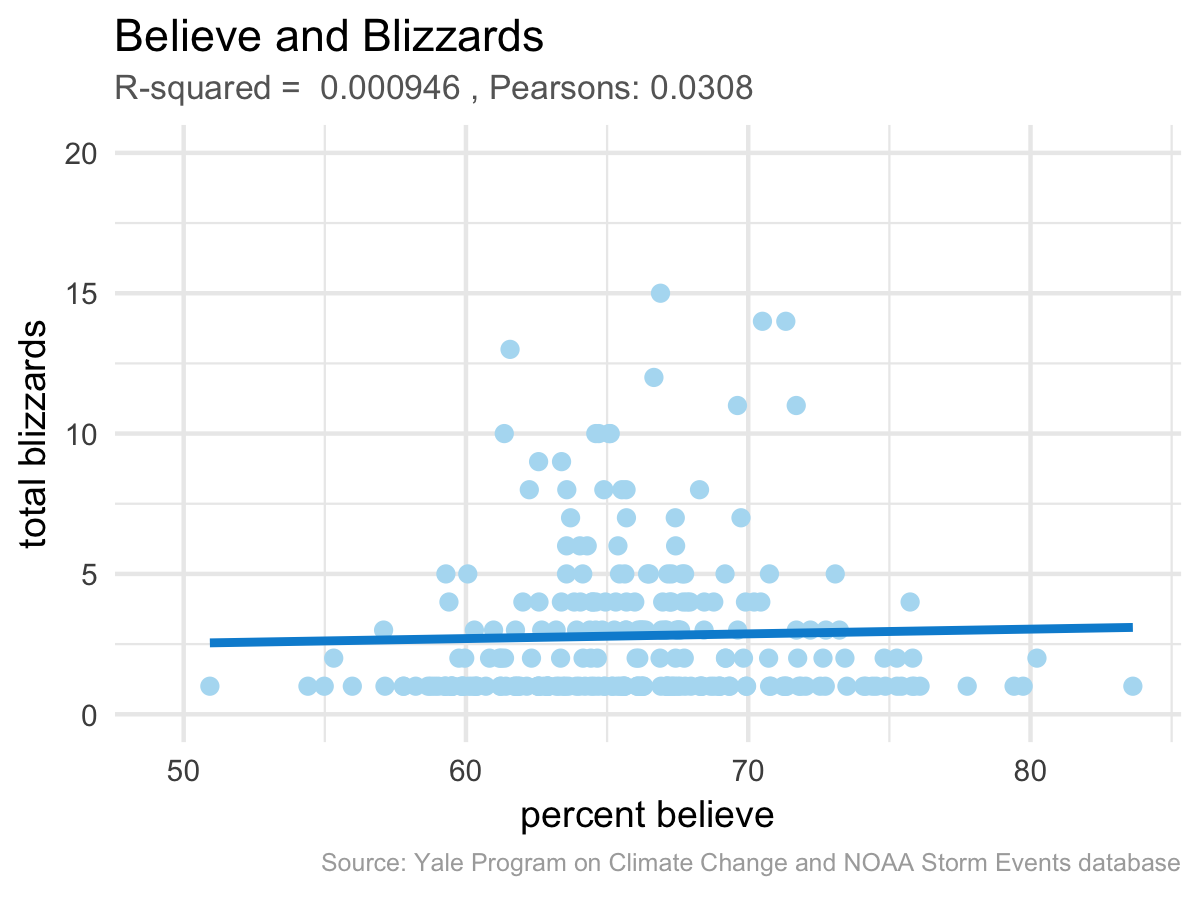 Believe and Blizzards
R-squared =  0.000946 , Pearsons: 0.0308
20
15
10
5
0
total blizzards
50 60 70 80
percent believe
Source: Yale Program on Climate Change and NOAA Storm Events database